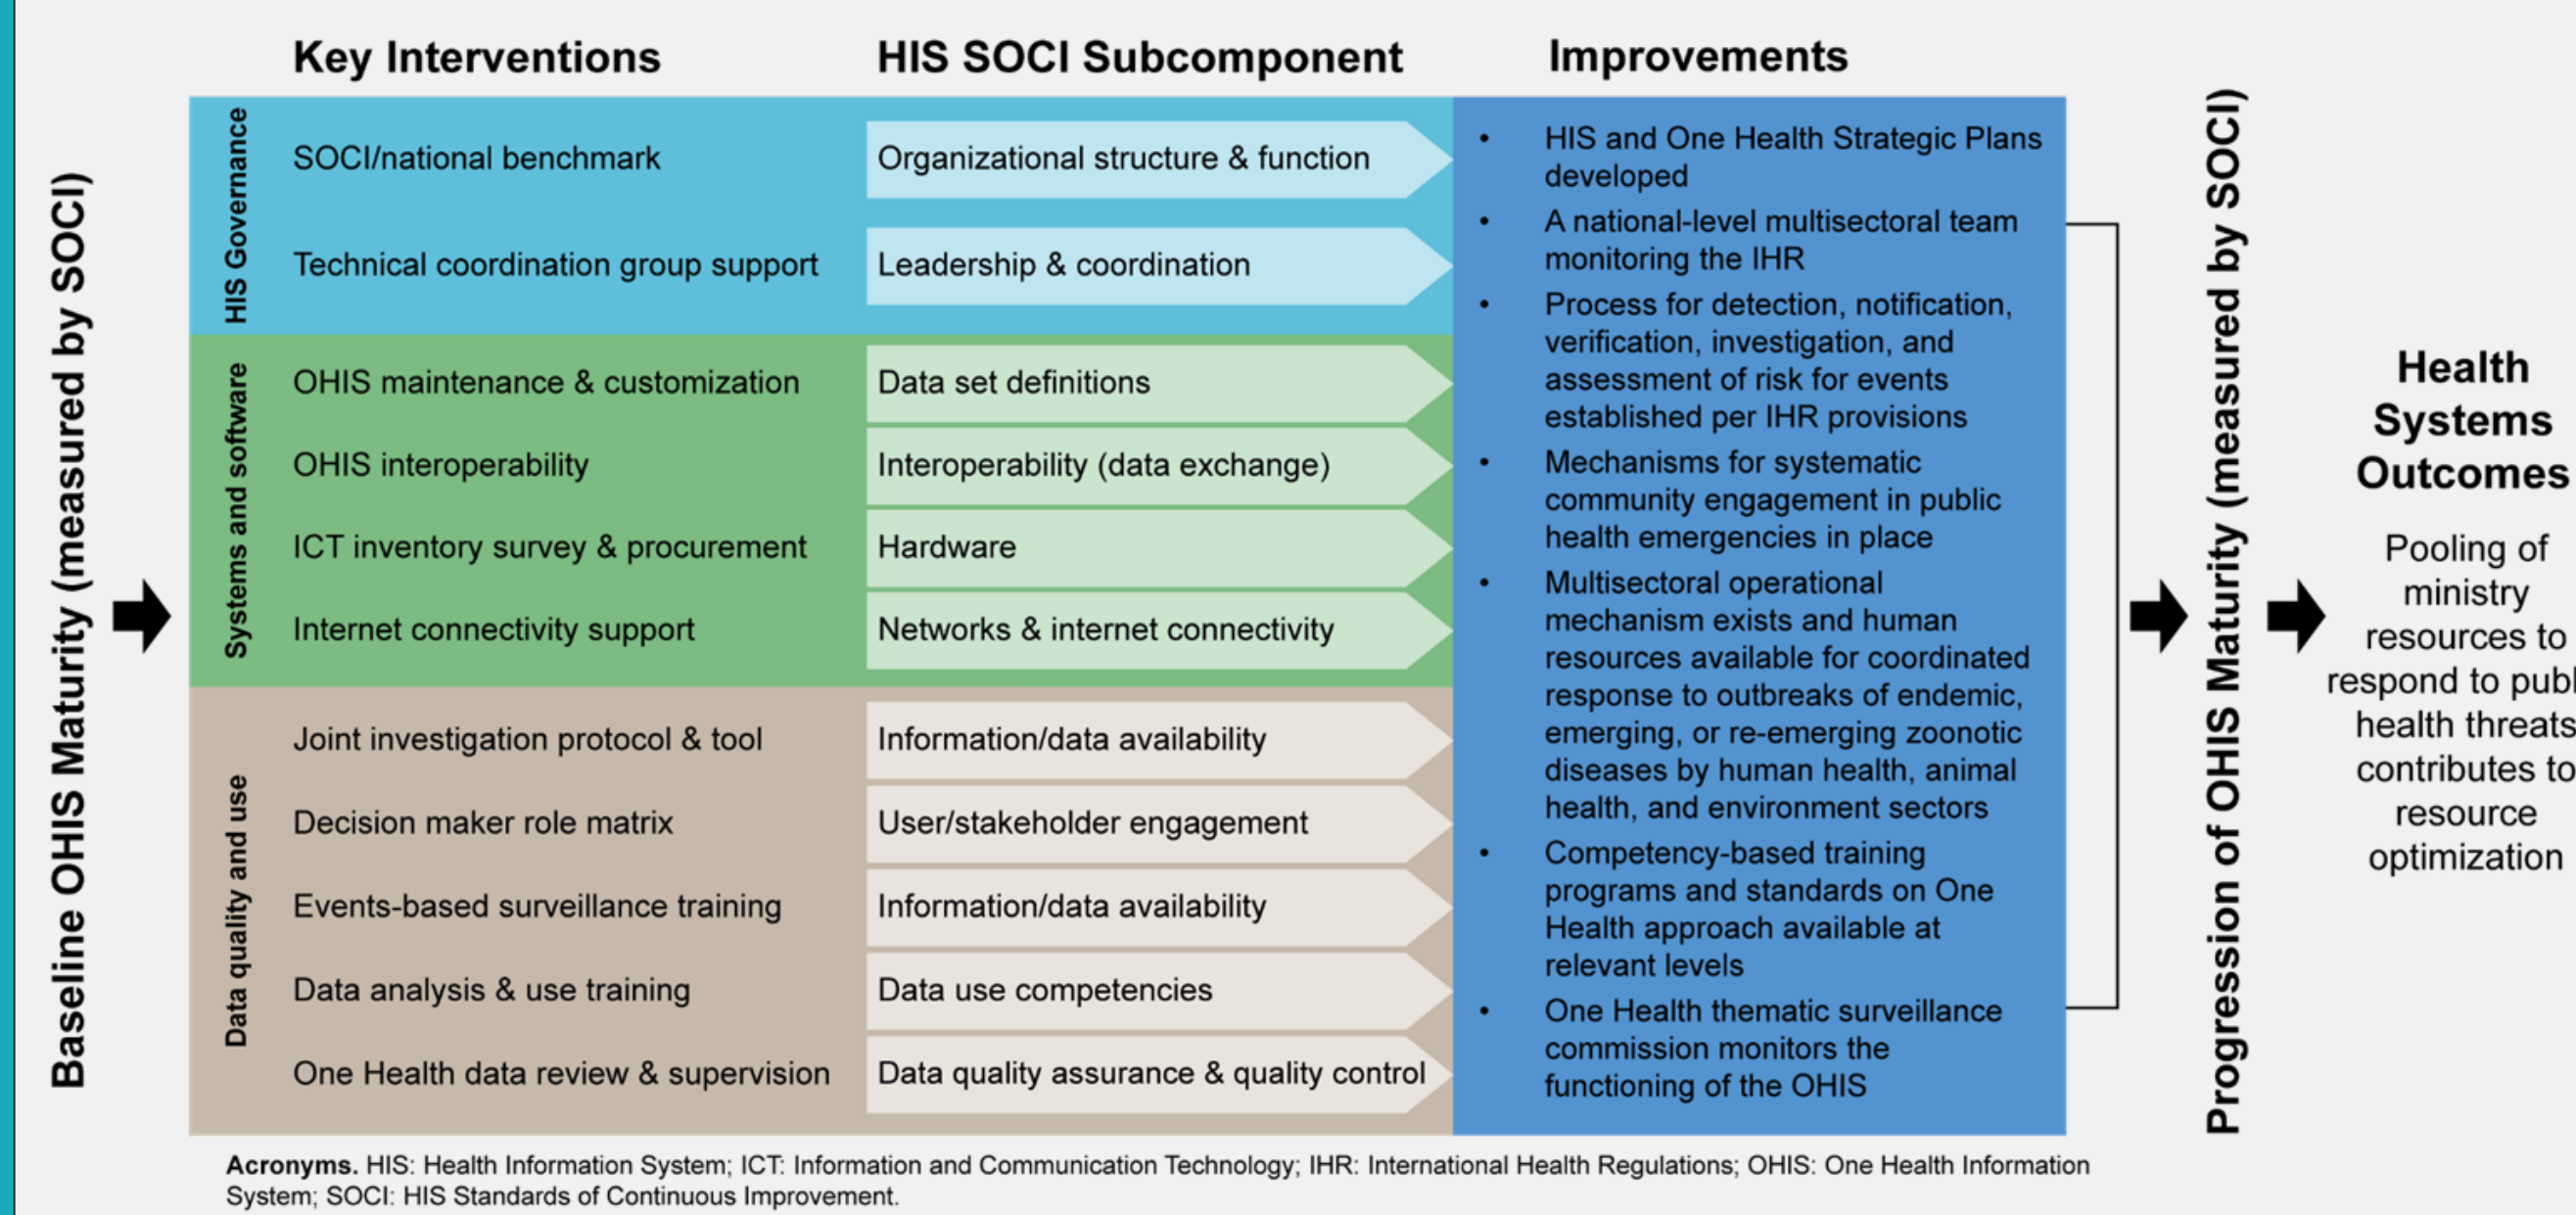 Baseline OHIS Maturity (measured by SOCI)
Key Interventions
HIS SOCI Subcomponent
Improvements
HIS Governance
SOCI/national benchmark
Organizational structure & function
Technical coordination group support
Leadership & coordination
Systems and software
OHIS maintenance & customization
Data set definitions
OHIS interoperability
Interoperability (data exchange)
ICT inventory survey & procurement
Hardware
Internet connectivity support
Networks & internet connectivity
Data quality and use
Joint investigation protocol & tool
Information/data availability
Decision maker role matrix
User/stakeholder engagement
Events-based surveillance training
Information/data availability
Data analysis & use training
Data use competencies
One Health data review & supervision
Data quality assurance & quality control
• HIS and One Health Strategic Plans
developed
• A national-level multisectoral team
monitoring the IHR
• Process for detection, notification,
verification, investigation, and
assessment of risk for events
established per IHR provisions
• Mechanisms for systematic
community engagement in public
health emergencies in place
• Multisectoral operational
mechanism exists and human
resources available for coordinated
response to outbreaks of endemic,
emerging, or re-emerging zoonotic
diseases by human health, animal
health, and environment sectors
• Competency-based training
programs and standards on One
Health approach available at
relevant levels
• One Health thematic surveillance
commission monitors the
functioning of the OHIS
Progression of OHIS Maturity (measured by SOCI)
Health
Systems
Outcomes
Pooling of
ministry
resources to
respond to publ
health threats
contributes to
resource
optimization
Acronyms. HIS: Health Information System; ICT: Information and Communication Technology; IHR: International Health Regulations; OHIS: One Health Information
System; SOCI: HIS Standards of Continuous Improvement.